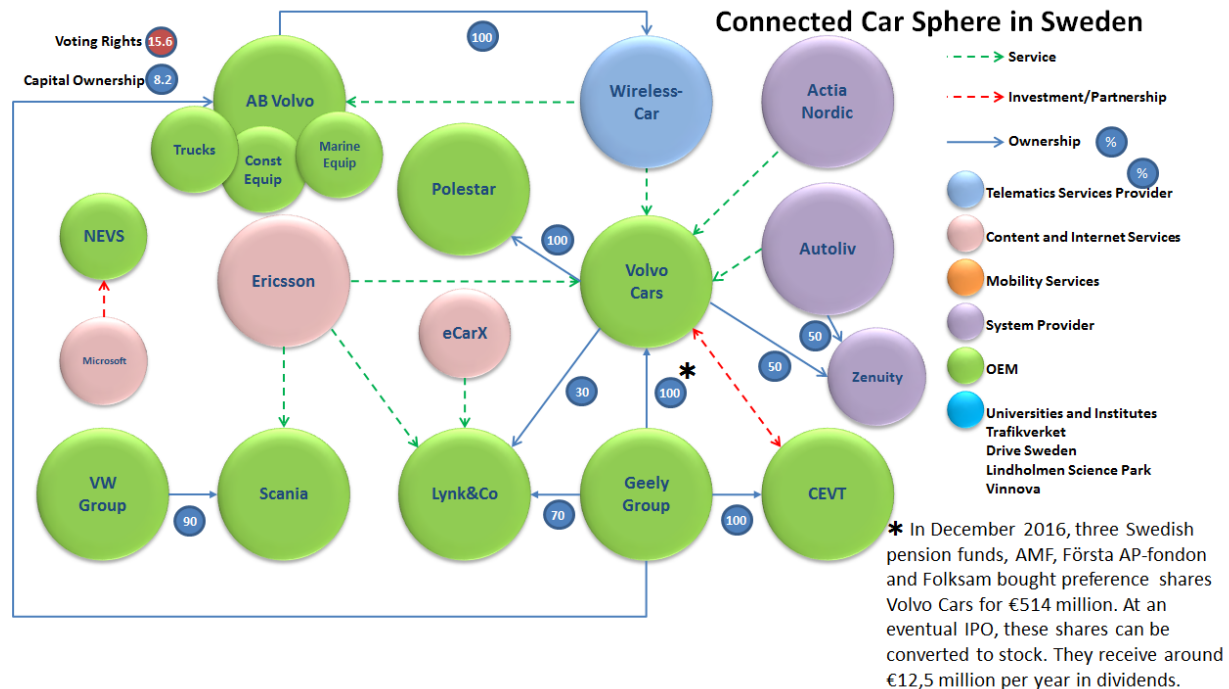 Connected Car Sphere in Sweden
Voting Rights 15.6
Capital Ownership 8.2
100
AB Volvo
Trucks
Const
Equip
Marine
Equip
Wireless-
Car
Actia
Nordic
Polestar
100
NEVS
Ericsson
Volvo
Cars
Autoliv
eCarX
Microsoft
50
50
Zenuity
30
100
*
VW
Group
90
Scania
Lynk&Co
70
Geely
Group
100
CEVT
Service
Investment/Partnership
Ownership %
%
Telematics Services Provider
Content and Internet Services
Mobility Services
System Provider
OEM
Universities and Institutes
Trafikverket
Drive Sweden
Lindholmen Science Park
Vinnova
* In December 2016, three Swedish
pension funds, AMF, Första AP-fondon
and Folksam bought preference shares
Volvo Cars for €514 million. At an
eventual IPO, these shares can be
converted to stock. They receive around
€12,5 million per year in dividends.